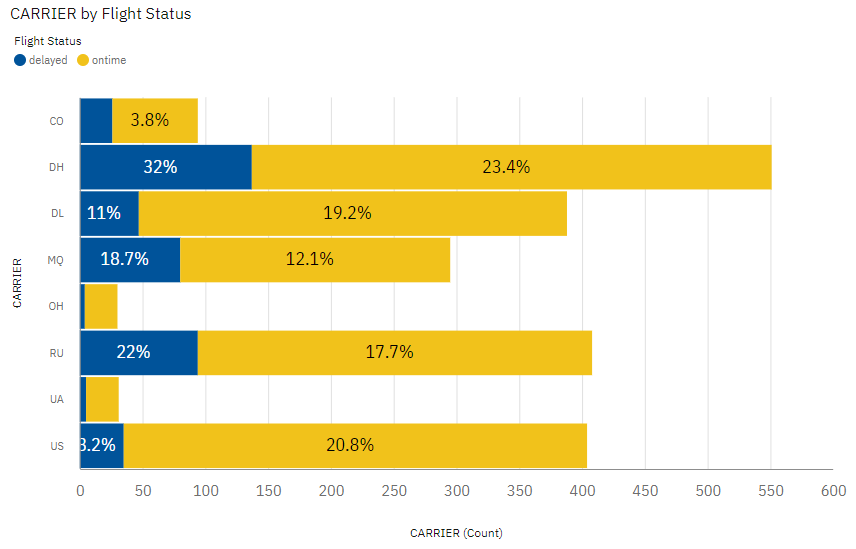 CARRIER by Flight Status
Flight Status
delayed ontime
CO 3.8%
DH 32% 23.4%
DL 11% 19.2%
MQ 18.7% 12.1%
OH
RU 22% 17.7%
UA
US 8.2% 20.8%
CARRIER
0 50 100 150 200 250 300 350 400 450 500 550 600
CARRIER (Count)